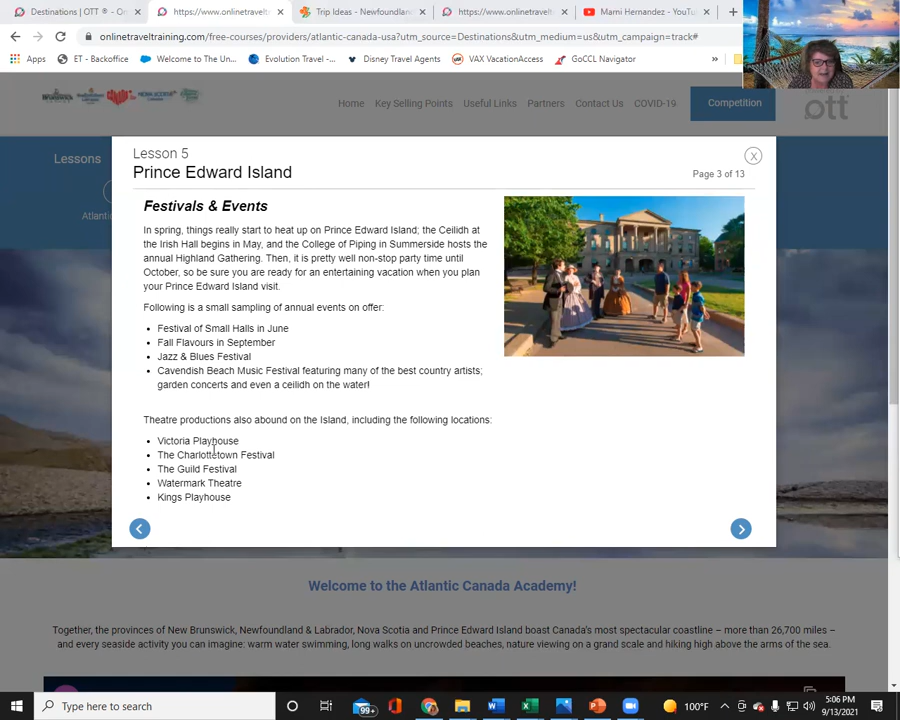 Destinations | OTT ® - On
https://www.onlinetravelt
Trip Ideas - Newfoundland
https://www.onlinetravelt
Marni Hernandez - YouTu
onlinetraveltraining.com/free-courses/providers/atlantic-canada-usa?utm_source=Destinations&utm_medium=us&utm_campaign=track#
Apps
ET - Backoffice
Welcome to The Un...
Evolution Travel -...
Disney Travel Agents
VAX VacationAccess
GoCCL Navigator
»
Home Key Selling Points Useful Links Partners Contact Us COVID-19 Competition
ott
Lessons
Atlantic
Lesson 5
Prince Edward Island
X
Page 3 of 13
Festivals & Events
In spring, things really start to heat up on Prince Edward Island; the Ceilidh at
the Irish Hall begins in May, and the College of Piping in Summerside hosts the
annual Highland Gathering. Then, it is pretty well non-stop party time until
October, so be sure you are ready for an entertaining vacation when you plan
your Prince Edward Island visit.
Following is a small sampling of annual events on offer:
• Festival of Small Halls in June
• Fall Flavours in September
• Jazz & Blues Festival
• Cavendish Beach Music Festival featuring many of the best country artists;
garden concerts and even a ceilidh on the water!
Theatre productions also abound on the Island, including the following locations:
• Victoria Playhouse
• The Charlottetown Festival
• The Guild Festival
• Watermark Theatre
• Kings Playhouse
Welcome to the Atlantic Canada Academy!
Together, the provinces of New Brunswick, Newfoundland & Labrador, Nova Scotia and Prince Edward Island boast Canada's most spectacular coastline – more than 26,700 miles –
and every seaside activity you can imagine: warm water swimming, long walks on uncrowded beaches, nature viewing on a grand scale and hiking high above the arms of the sea.
Type here to search
99+
100°F
5:06 PM
9/13/2021